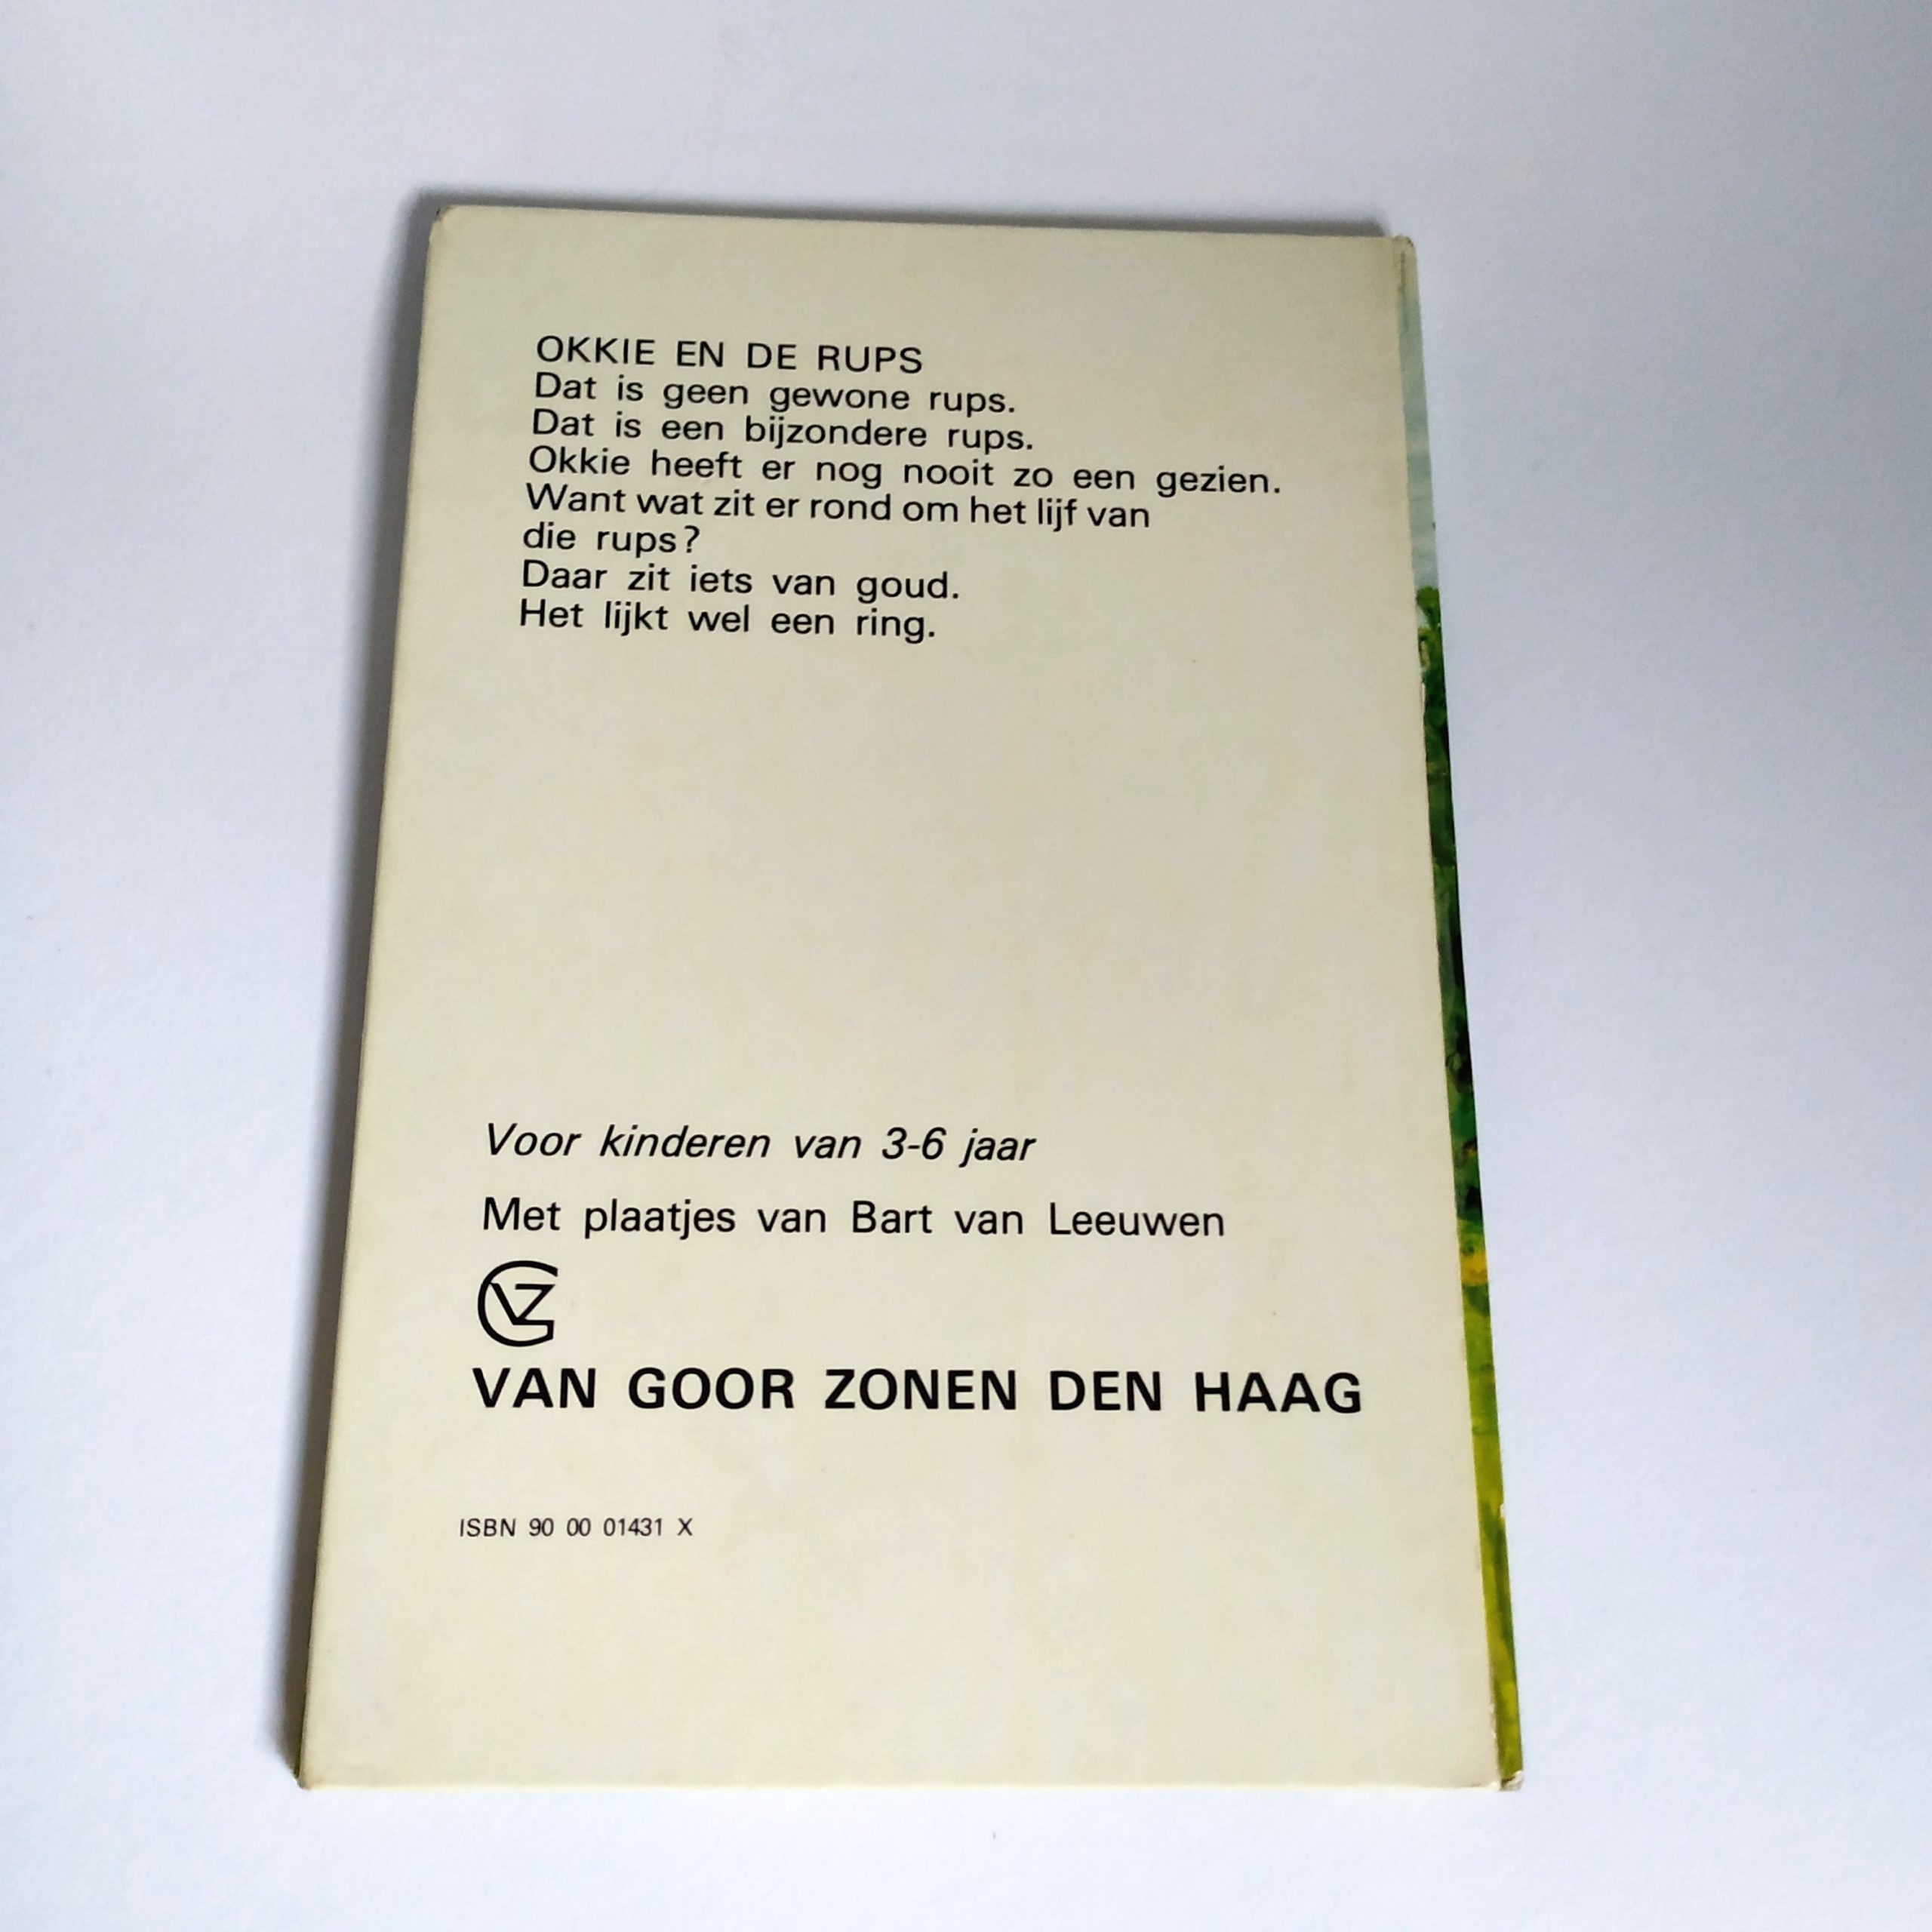 OKKIE EN DE RUPS
Dat is geen gewone rups.
Dat is een bijzondere rups.
Okkie heeft er nog nooit zo een gezien.
Want wat zit er rond om het lijf van
die rups?
Daar zit iets van goud.
Het lijkt wel een ring.
Voor kinderen van 3-6 jaar
Met plaatjes van Bart van Leeuwen
GVZ
VAN GOOR ZONEN DEN HAAG
ISBN 90 00 01431 X